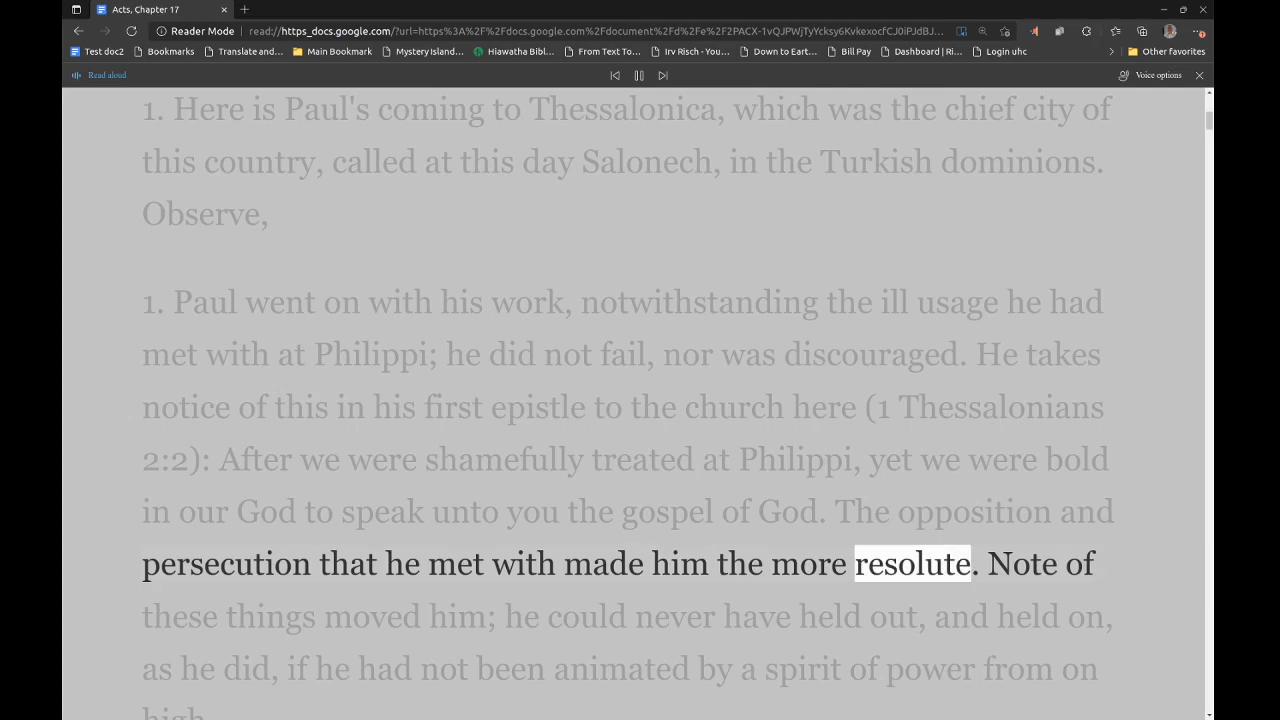 Acts, Chapter 17
Reader Mode read://https_docs.google.com/?url=https%3A%2F%2Fdocs.google.com%2Fdocument%2Fd%2Fe%2F2PACX-1vQJPWjTyYcksy6KvkexocfCJ0iPJdBJ...
Test doc2 Bookmarks Translate and... Main Bookmark Mystery Island... Hiawatha Bibl... From Text To... Irv Risch - You... Down to Eart... Bill Pay Dashboard | Ri... Login uhc Other favorites
Read aloud Voice options
1. Here is Paul's coming to Thessalonica, which was the chief city of
this country, called at this day Salonech, in the Turkish dominions.
Observe,
1. Paul went on with his work, notwithstanding the ill usage he had
met with at Philippi; he did not fail, nor was discouraged. He takes
notice of this in his first epistle to the church here (1 Thessalonians
2:2): After we were shamefully treated at Philippi, yet we were bold
in our God to speak unto you the gospel of God. The opposition and
persecution that he met with made him the more resolute. Note of
these things moved him; he could never have held out, and held on,
as he did, if he had not been animated by a spirit of power from on
high.